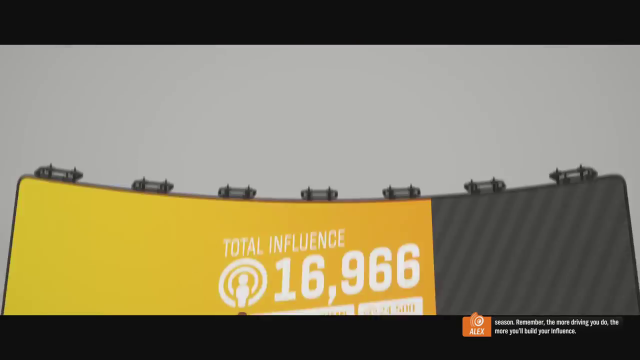 TOTAL INFLUENCE
16,966
season. Remember, the more driving you do, the
more you'll build your Influence.
ALEX